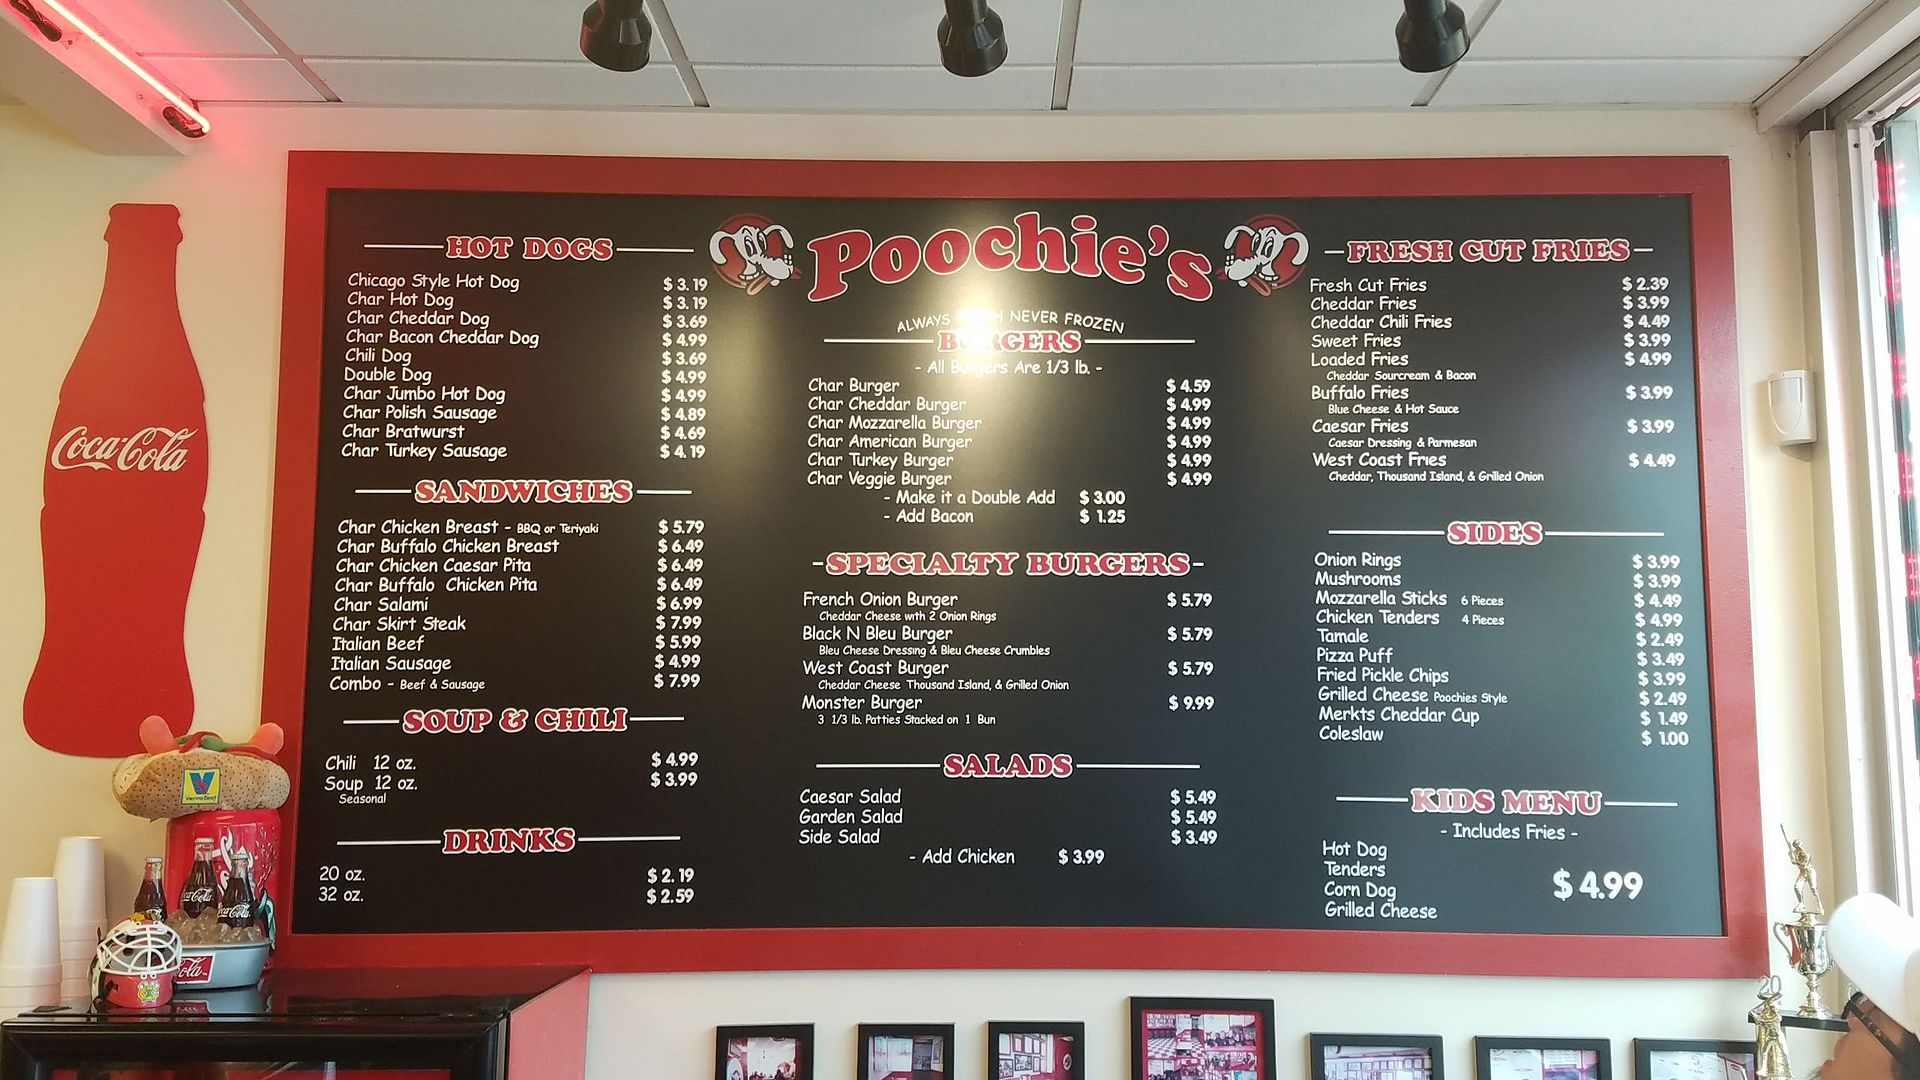 Coca-Cola
HOT DOGS
Chicago Style Hot Dog $ 3.19
Char Hot Dog $ 3.19
Char Cheddar Dog $ 3.69
Char Bacon Cheddar Dog $ 4.99
Chili Dog $ 3.69
Double Dog $ 4.99
Char Jumbo Hot Dog $ 4.99
Char Polish Sausage $ 4.89
Char Bratwurst $ 4.69
Char Turkey Sausage $ 4.19
SANDWICHES
Char Chicken Breast - BBQ or Teriyaki $ 5.79
Char Buffalo Chicken Breast $ 6.49
Char Chicken Caesar Pita $ 6.49
Char Buffalo Chicken Pita $ 6.49
Char Salami $ 6.99
Char Skirt Steak $ 7.99
Italian Beef $ 5.99
Italian Sausage $ 4.99
Combo - Beef & Sausage $ 7.99
SOUP & CHILI
Chili 12 oz. $ 4.99
Soup 12 oz. $ 3.99
Seasonal
DRINKS
20 oz. $ 2.19
32 oz. $ 2.59
Poochie's
ALWAYS NEVER FROZEN
BURGERS
- All Burgers Are 1/3 lb. -
Char Burger $ 4.59
Char Cheddar Burger $ 4.99
Char Mozzarella Burger $ 4.99
Char American Burger $ 4.99
Char Turkey Burger $ 4.99
Char Veggie Burger $ 4.99
- Make it a Double Add $ 3.00
- Add Bacon $ 1.25
-SPECIALTY BURGERS-
French Onion Burger $ 5.79
Cheddar Cheese with 2 Onion Rings
Black N Bleu Burger $ 5.79
Bleu Cheese Dressing & Bleu Cheese Crumbles
West Coast Burger $ 5.79
Cheddar Cheese Thousand Island, & Grilled Onion
Monster Burger $ 9.99
3 1/3 lb. Patties Stacked on 1 Bun
SALADS
Caesar Salad $ 5.49
Garden Salad $ 5.49
Side Salad $ 3.49
- Add Chicken $ 3.99
FRESH CUT FRIES
Fresh Cut Fries $ 2.39
Cheddar Fries $ 3.99
Cheddar Chili Fries $ 4.49
Sweet Fries $ 3.99
Loaded Fries $ 4.99
Cheddar Sourcream & Bacon
Buffalo Fries $ 3.99
Blue Cheese & Hot Sauce
Caesar Fries $ 3.99
Caesar Dressing & Parmesan
West Coast Fries $ 4.49
Cheddar, Thousand Island, & Grilled Onion
SIDES
Onion Rings $ 3.99
Mushrooms $ 3.99
Mozzarella Sticks 6 Pieces $ 4.49
Chicken Tenders 4 Pieces $ 4.99
Tamale $ 2.49
Pizza Puff $ 3.49
Fried Pickle Chips $ 3.99
Grilled Cheese Poochies Style $ 2.49
Merkts Cheddar Cup $ 1.49
Coleslaw $ 1.00
KIDS MENU
- Includes Fries -
Hot Dog
Tenders
Corn Dog
Grilled Cheese
$ 4.99
V
Vienna Beef
Coca-Cola
Coca-Cola
Coca-Cola
20